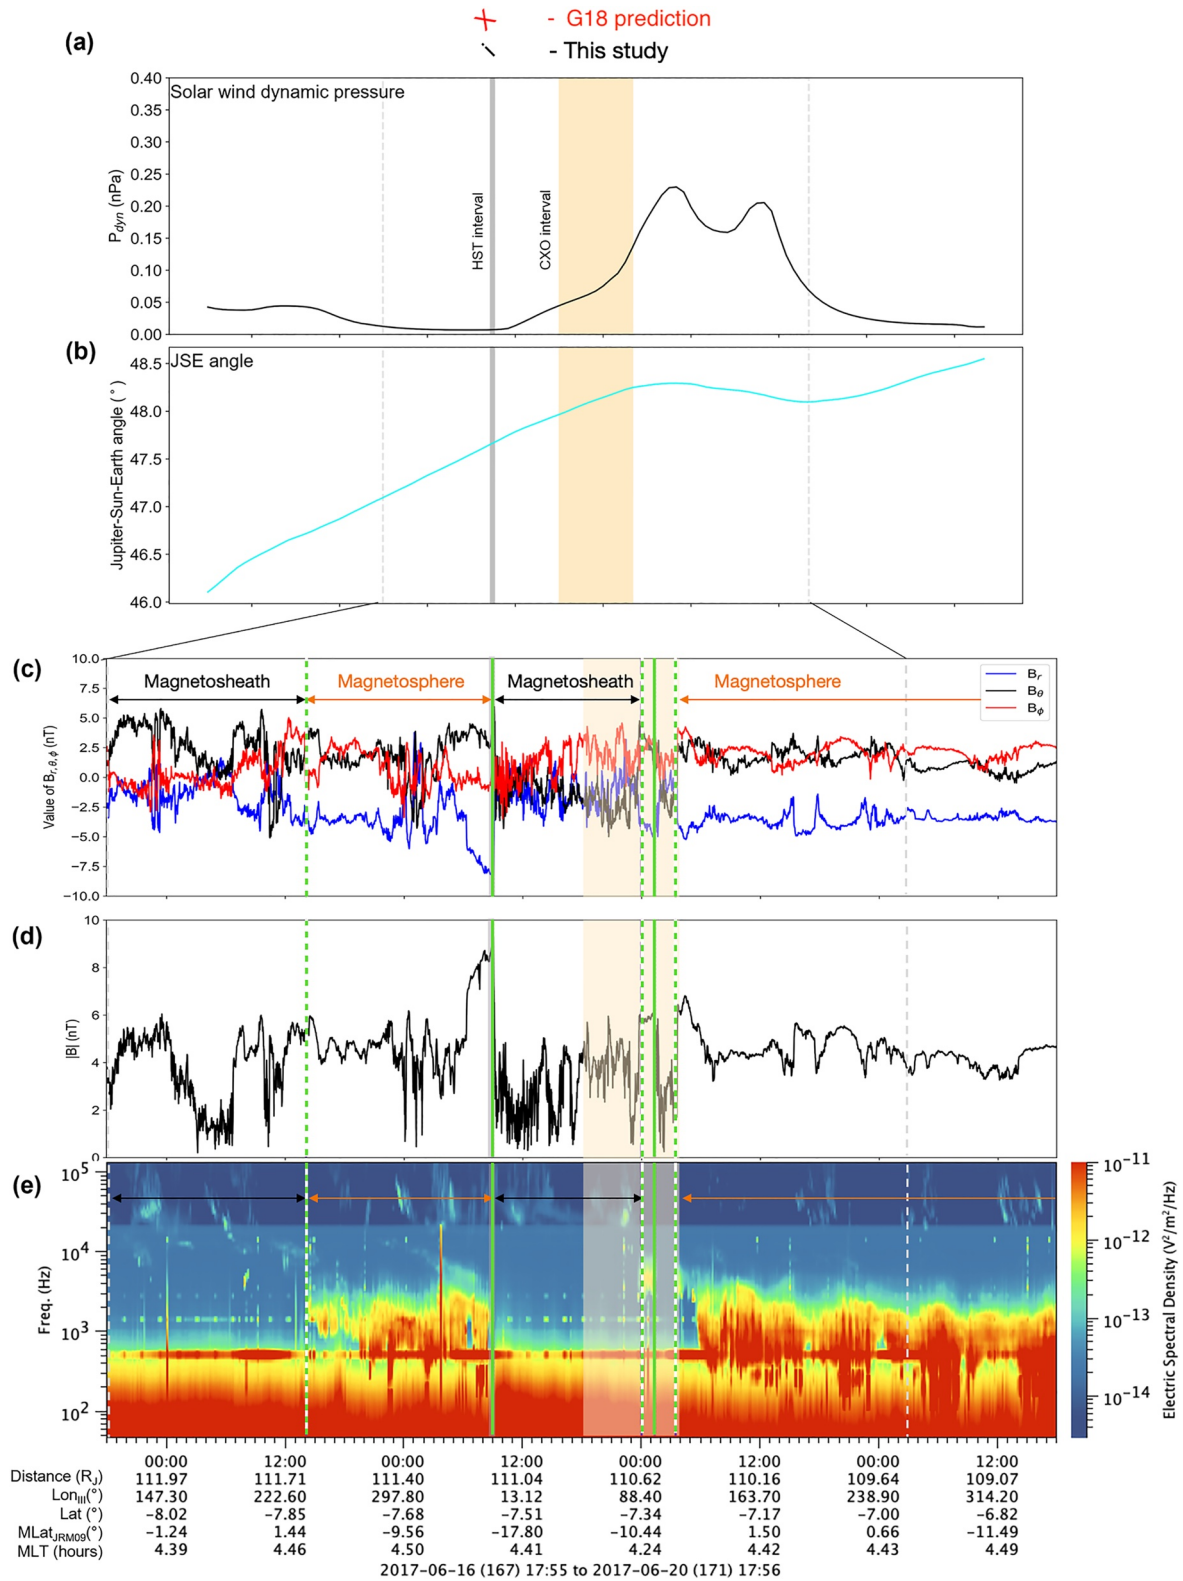 - G18 prediction
- This study
(a)
Solar wind dynamic pressure
0.40
0.35
0.30
0.25
0.20
0.15
0.10
0.05
0.00
P_dyn (nPa)
HST interval
CXO interval
(b)
JSE angle
48.5
48.0
47.5
47.0
46.5
46.0
Jupiter-Sun-Earth angle (°)
(c)
10.0
7.5
5.0
2.5
0.0
−2.5
−5.0
−7.5
−10.0
Value of B_r, θ, ϕ (nT)
Magnetosheath
Magnetosphere
Magnetosheath
Magnetosphere
B_r
B_θ
B_ϕ
(d)
10
8
6
4
2
0
|B| (nT)
(e)
10^5
10^4
10^3
10^2
Freq. (Hz)
10^−11
10^−12
10^−13
10^−14
Electric Spectral Density (V²/m²/Hz)
00:00 12:00 00:00 12:00 00:00 12:00 00:00 12:00
Distance (R_J) 111.97 111.71 111.40 111.04 110.62 110.16 109.64 109.07
Lon_III(°) 147.30 222.60 297.80 13.12 88.40 163.70 238.90 314.20
Lat (°) −8.02 −7.85 −7.68 −7.51 −7.34 −7.17 −7.00 −6.82
MLat_JRM09(°) −1.24 1.44 −9.56 −17.80 −10.44 1.50 0.66 −11.49
MLT (hours) 4.39 4.46 4.50 4.41 4.24 4.42 4.43 4.49
2017−06−16 (167) 17:55 to 2017−06−20 (171) 17:56